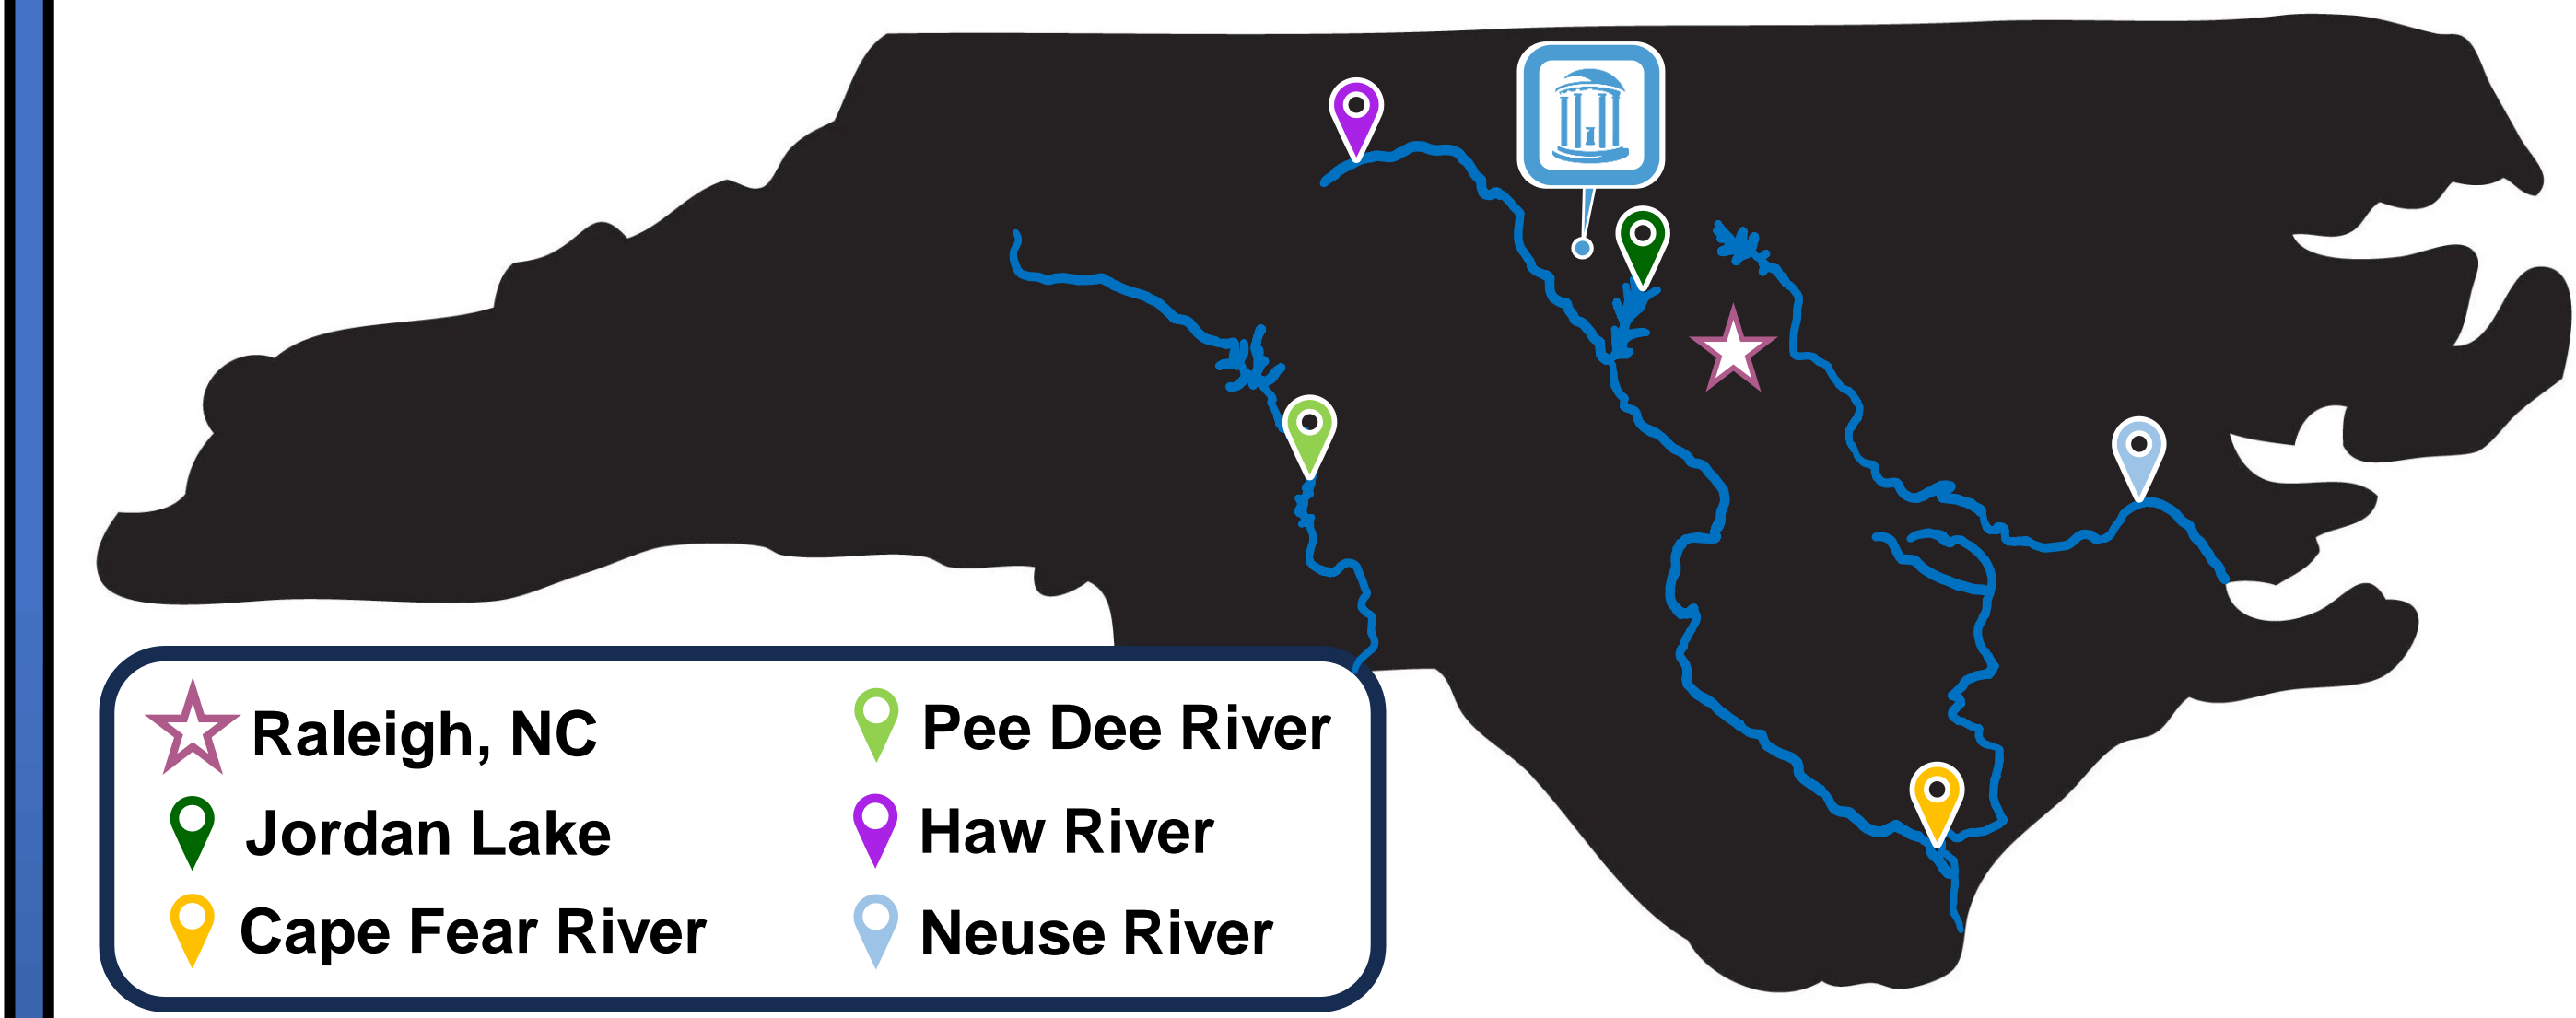 Raleigh, NC
Jordan Lake
Cape Fear River
Pee Dee River
Haw River
Neuse River